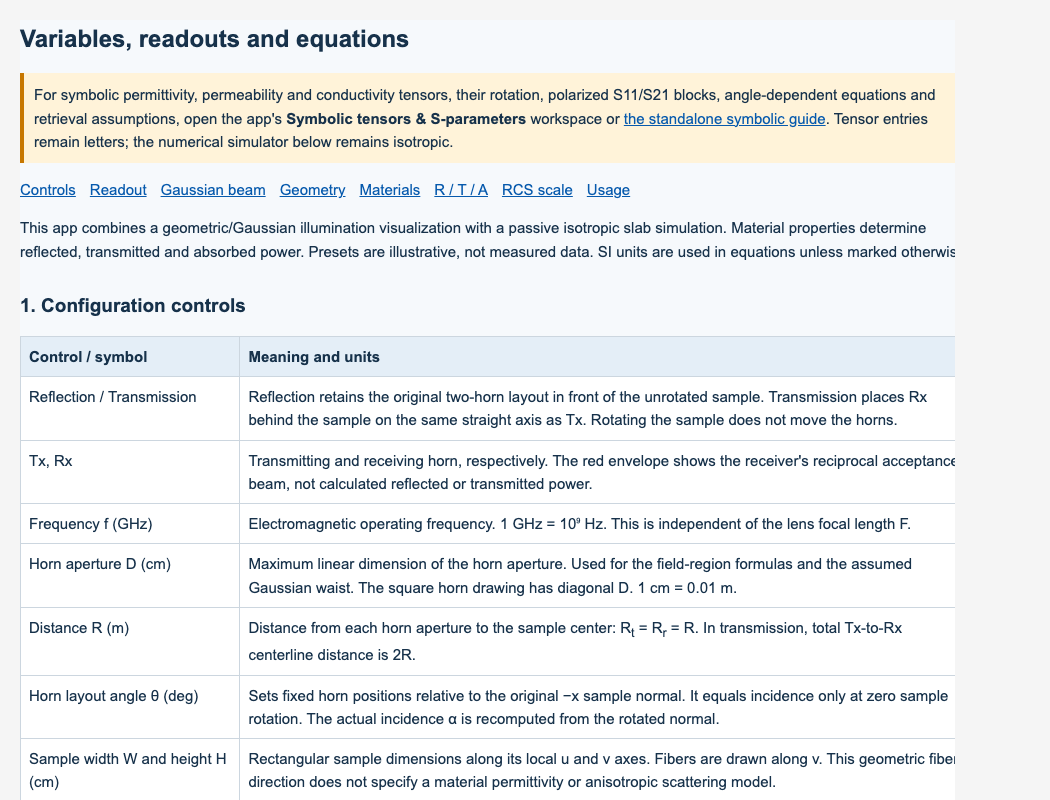 Variables, readouts and equations
For symbolic permittivity, permeability and conductivity tensors, their rotation, polarized S11/S21 blocks, angle-dependent equations and
retrieval assumptions, open the app's Symbolic tensors & S-parameters workspace or the standalone symbolic guide. Tensor entries
remain letters; the numerical simulator below remains isotropic.
Controls Readout Gaussian beam Geometry Materials R / T / A RCS scale Usage
This app combines a geometric/Gaussian illumination visualization with a passive isotropic slab simulation. Material properties determine
reflected, transmitted and absorbed power. Presets are illustrative, not measured data. SI units are used in equations unless marked otherwis
1. Configuration controls
Control / symbol Meaning and units
Reflection / Transmission Reflection retains the original two-horn layout in front of the unrotated sample. Transmission places Rx
behind the sample on the same straight axis as Tx. Rotating the sample does not move the horns.
Tx, Rx Transmitting and receiving horn, respectively. The red envelope shows the receiver's reciprocal acceptance
beam, not calculated reflected or transmitted power.
Frequency f (GHz) Electromagnetic operating frequency. 1 GHz = 10⁹ Hz. This is independent of the lens focal length F.
Horn aperture D (cm) Maximum linear dimension of the horn aperture. Used for the field-region formulas and the assumed
Gaussian waist. The square horn drawing has diagonal D. 1 cm = 0.01 m.
Distance R (m) Distance from each horn aperture to the sample center: Rt = Rr = R. In transmission, total Tx-to-Rx
centerline distance is 2R.
Horn layout angle θ (deg) Sets fixed horn positions relative to the original −x sample normal. It equals incidence only at zero sample
rotation. The actual incidence α is recomputed from the rotated normal.
Sample width W and height H Rectangular sample dimensions along its local u and v axes. Fibers are drawn along v. This geometric fiber
(cm) direction does not specify a material permittivity or anisotropic scattering model.